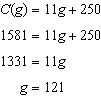 C(g) = 11g + 250
1581 = 11g + 250
1331 = 11g
g = 121